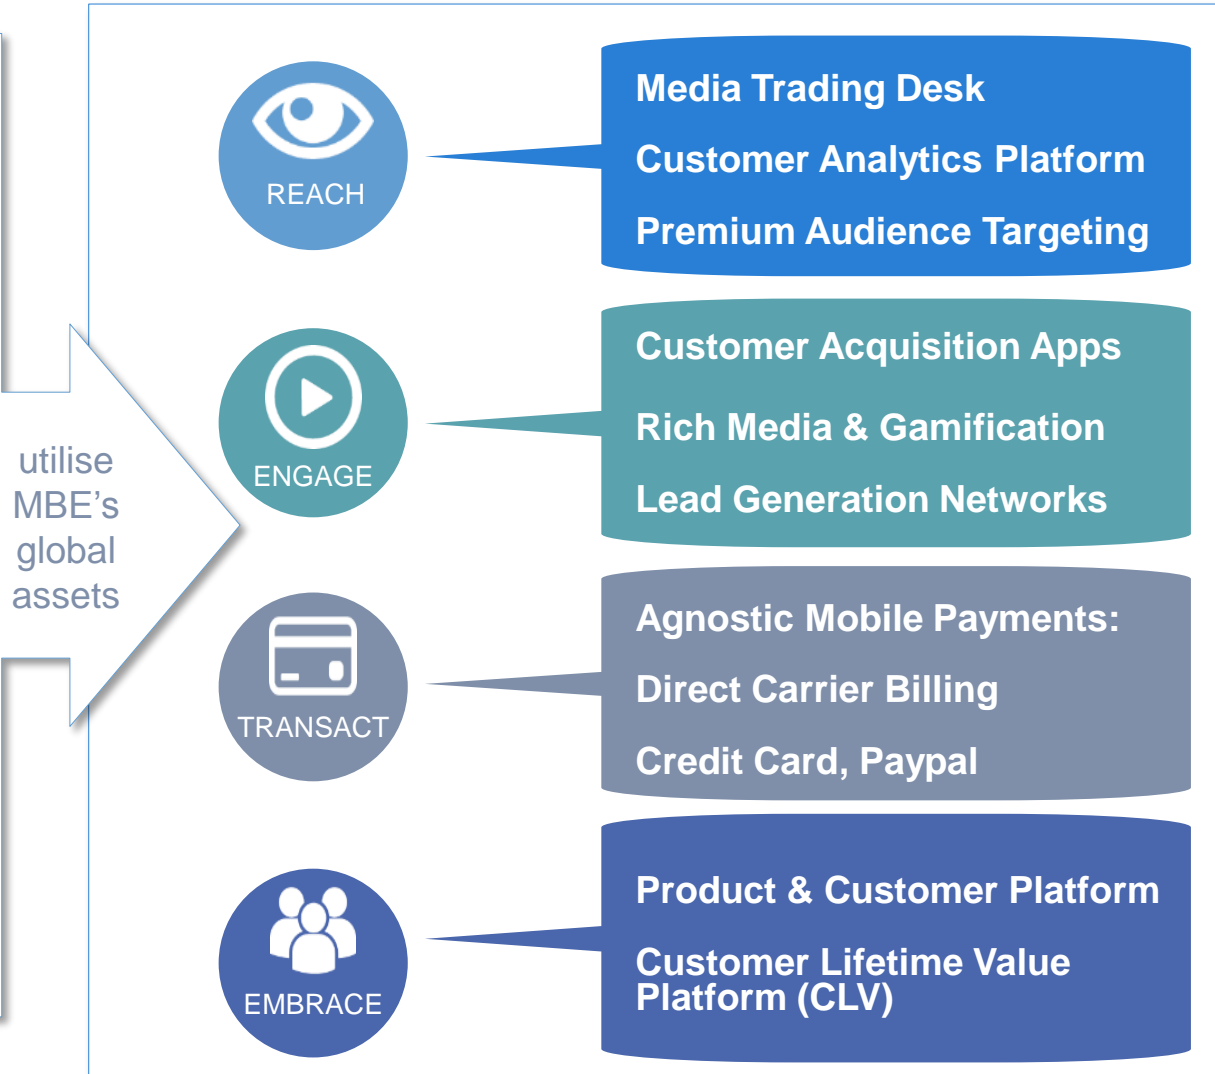 utilise
MBE’s
global
assets
REACH
Media Trading Desk
Customer Analytics Platform
Premium Audience Targeting
ENGAGE
Customer Acquisition Apps
Rich Media & Gamification
Lead Generation Networks
TRANSACT
Agnostic Mobile Payments:
Direct Carrier Billing
Credit Card, Paypal
EMBRACE
Product & Customer Platform
Customer Lifetime Value
Platform (CLV)